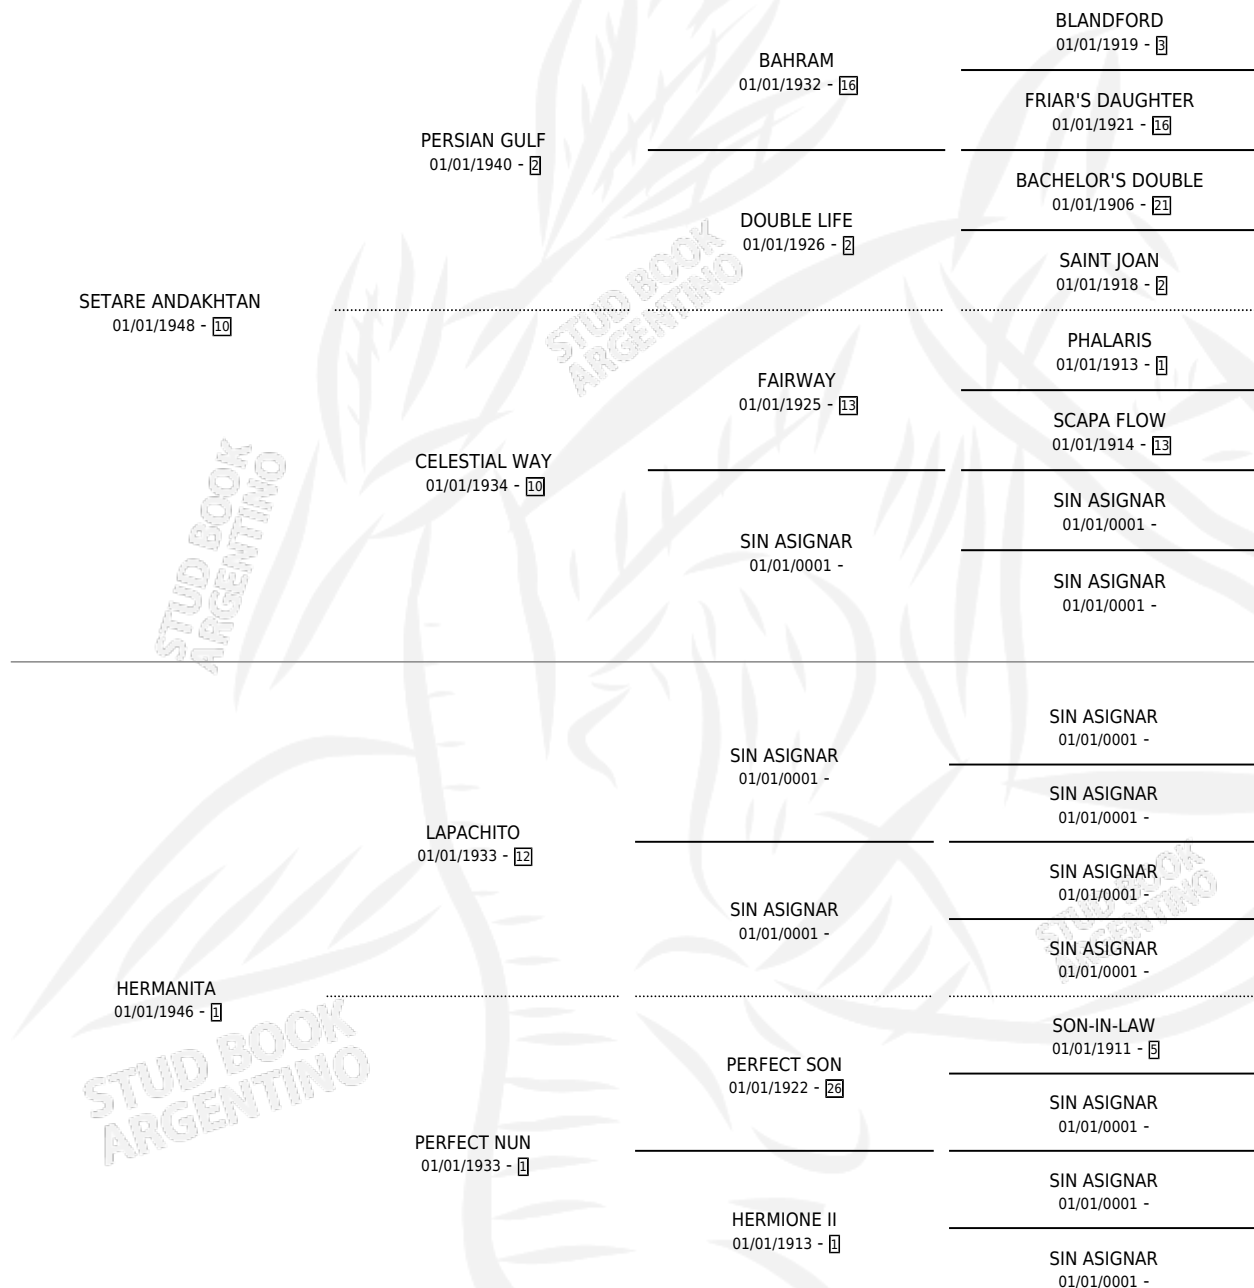 BLANDFORD
01/01/1919 - 3
BAHRAM
01/01/1932 - 16
FRIAR'S DAUGHTER
01/01/1921 - 16
PERSIAN GULF
01/01/1940 - 2
BACHELOR'S DOUBLE
01/01/1906 - 21
DOUBLE LIFE
01/01/1926 - 2
SAINT JOAN
01/01/1918 - 2
SETARE ANDAKHTAN
01/01/1948 - 10
STUD BOOK
ARGENTINO
PHALARIS
01/01/1913 - 1
FAIRWAY
01/01/1925 - 13
SCAPA FLOW
01/01/1914 - 13
CELESTIAL WAY
01/01/1934 - 10
SIN ASIGNAR
01/01/0001 -
SIN ASIGNAR
01/01/0001 -
SIN ASIGNAR
01/01/0001 -
STUD BOOK
ARGENTINO
SIN ASIGNAR
01/01/0001 -
SIN ASIGNAR
01/01/0001 -
SIN ASIGNAR
01/01/0001 -
LAPACHITO
01/01/1933 - 12
SIN ASIGNAR
01/01/0001 -
SIN ASIGNAR
01/01/0001 -
SIN ASIGNAR
01/01/0001 -
STUD BOOK
ARGENTINO
HERMANITA
01/01/1946 - 1
STUD BOOK
ARGENTINO
SON-IN-LAW
01/01/1911 - 5
PERFECT SON
01/01/1922 - 26
SIN ASIGNAR
01/01/0001 -
PERFECT NUN
01/01/1933 - 1
SIN ASIGNAR
01/01/0001 -
HERMIONE II
01/01/1913 - 1
SIN ASIGNAR
01/01/0001 -